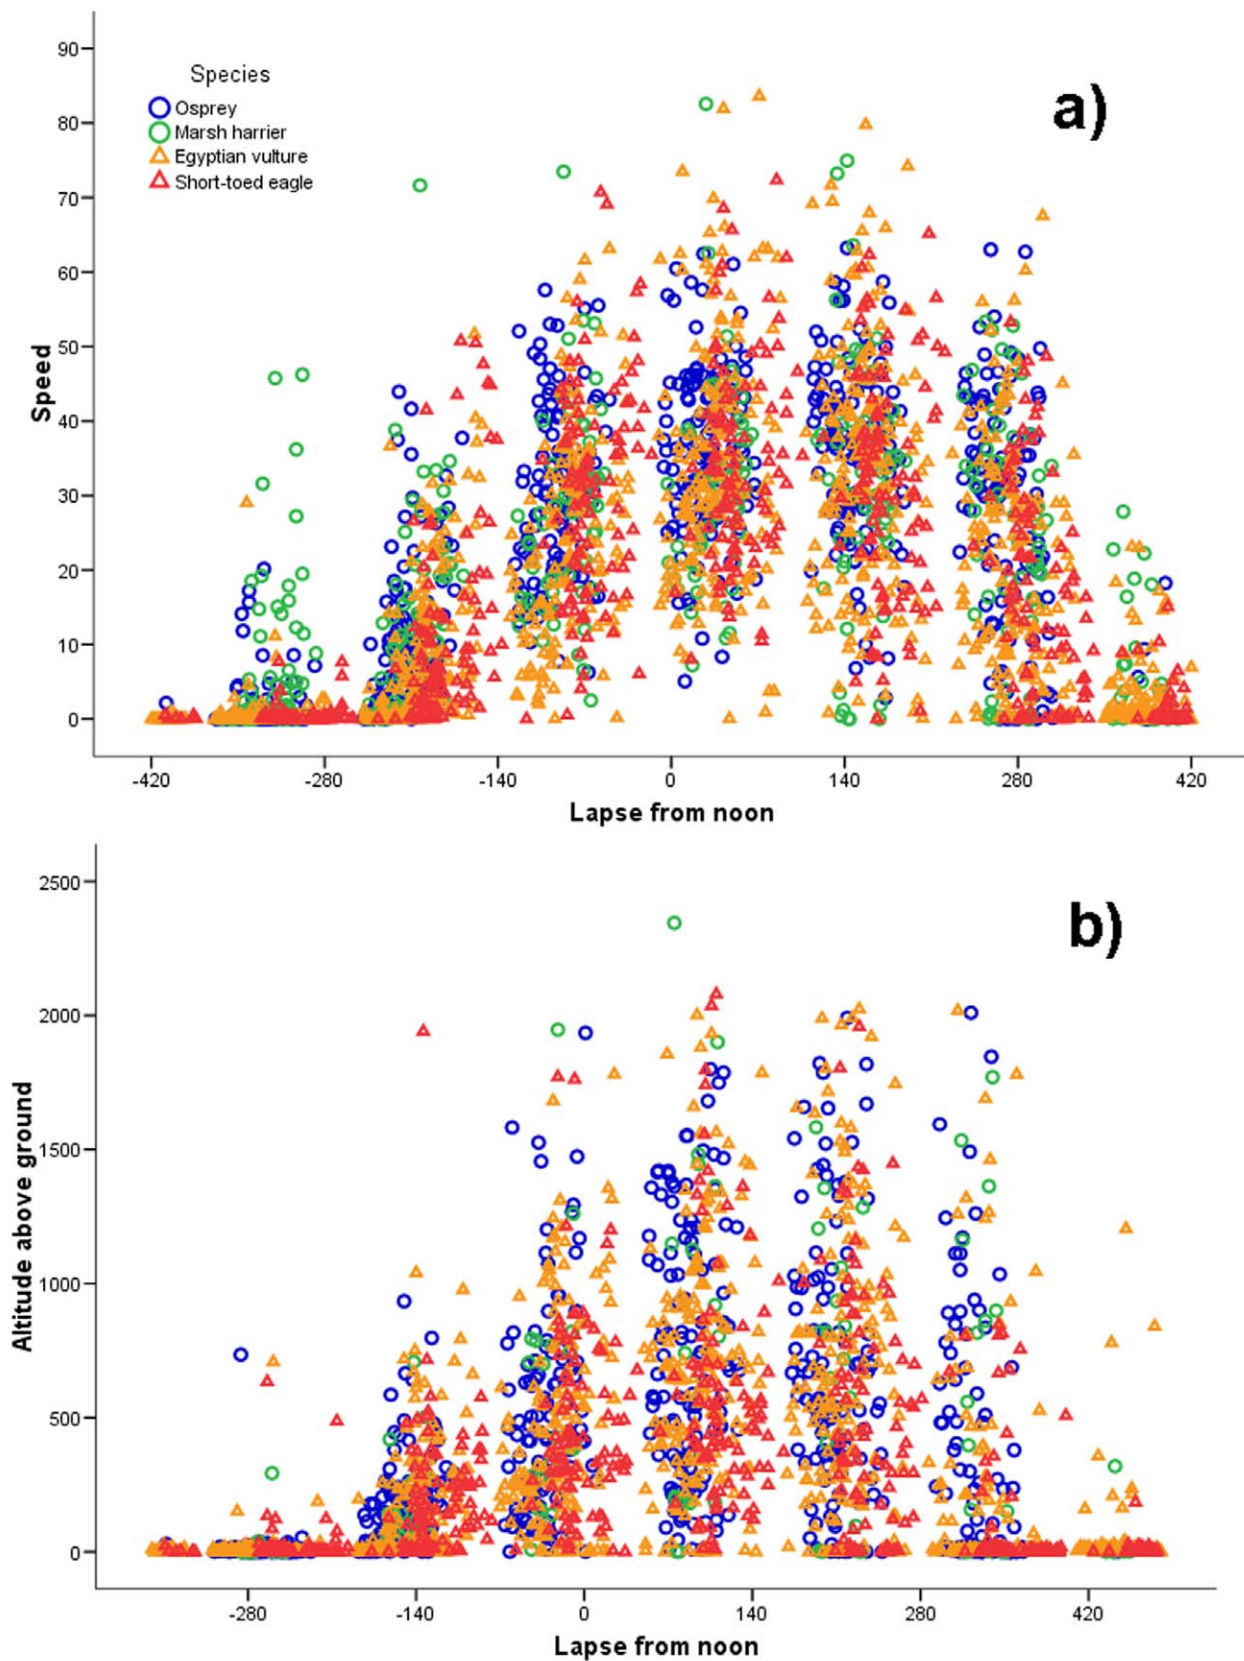 a)
Species
Osprey
Marsh harrier
Egyptian vulture
Short-toed eagle
90
80
70
60
50
40
30
20
10
0
Speed
-420 -280 -140 0 140 280 420
Lapse from noon
b)
2500
2000
1500
1000
500
0
Altitude above ground
-280 -140 0 140 280 420
Lapse from noon